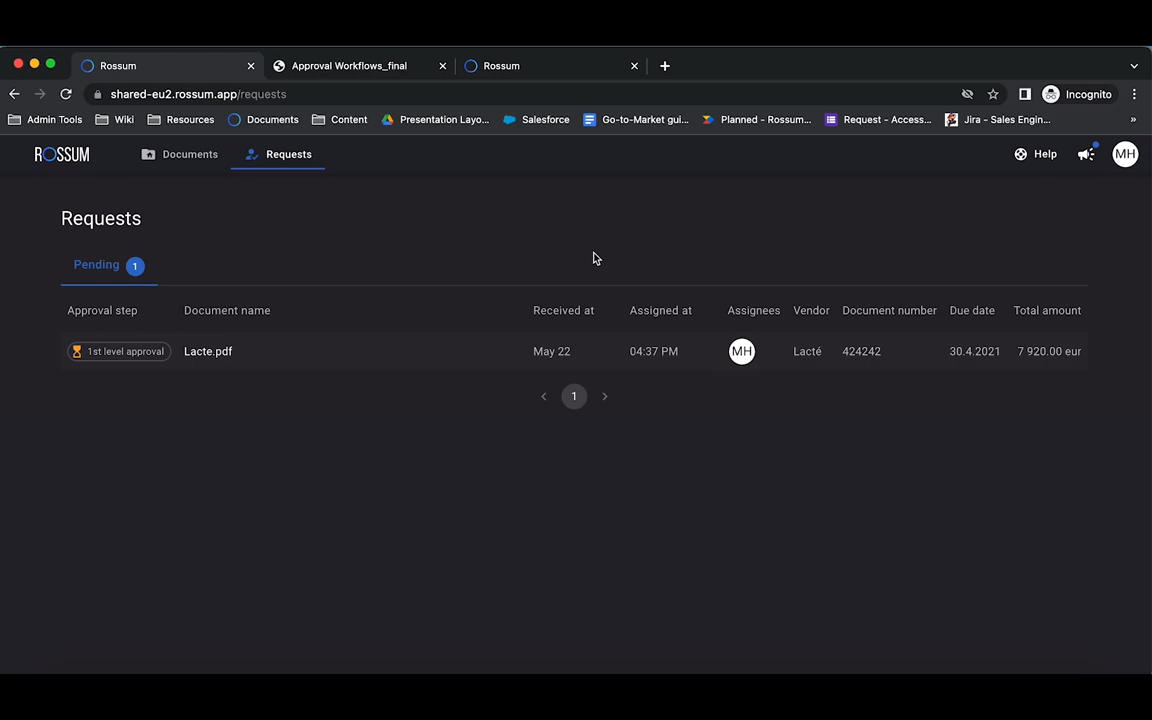 Rossum
Approval Workflows_final
Rossum
shared-eu2.rossum.app/requests
Incognito
Admin Tools
Wiki
Resources
Documents
Content
Presentation Layo...
Salesforce
Go-to-Market gui...
Planned - Rossum...
Request - Access...
Jira - Sales Engin...
»
ROSSUM
Documents
Requests
Help
MH
Requests
Pending 1
Approval step Document name Received at Assigned at Assignees Vendor Document number Due date Total amount
1st level approval Lacte.pdf May 22 04:37 PM MH Lacté 424242 30.4.2021 7 920.00 eur
1